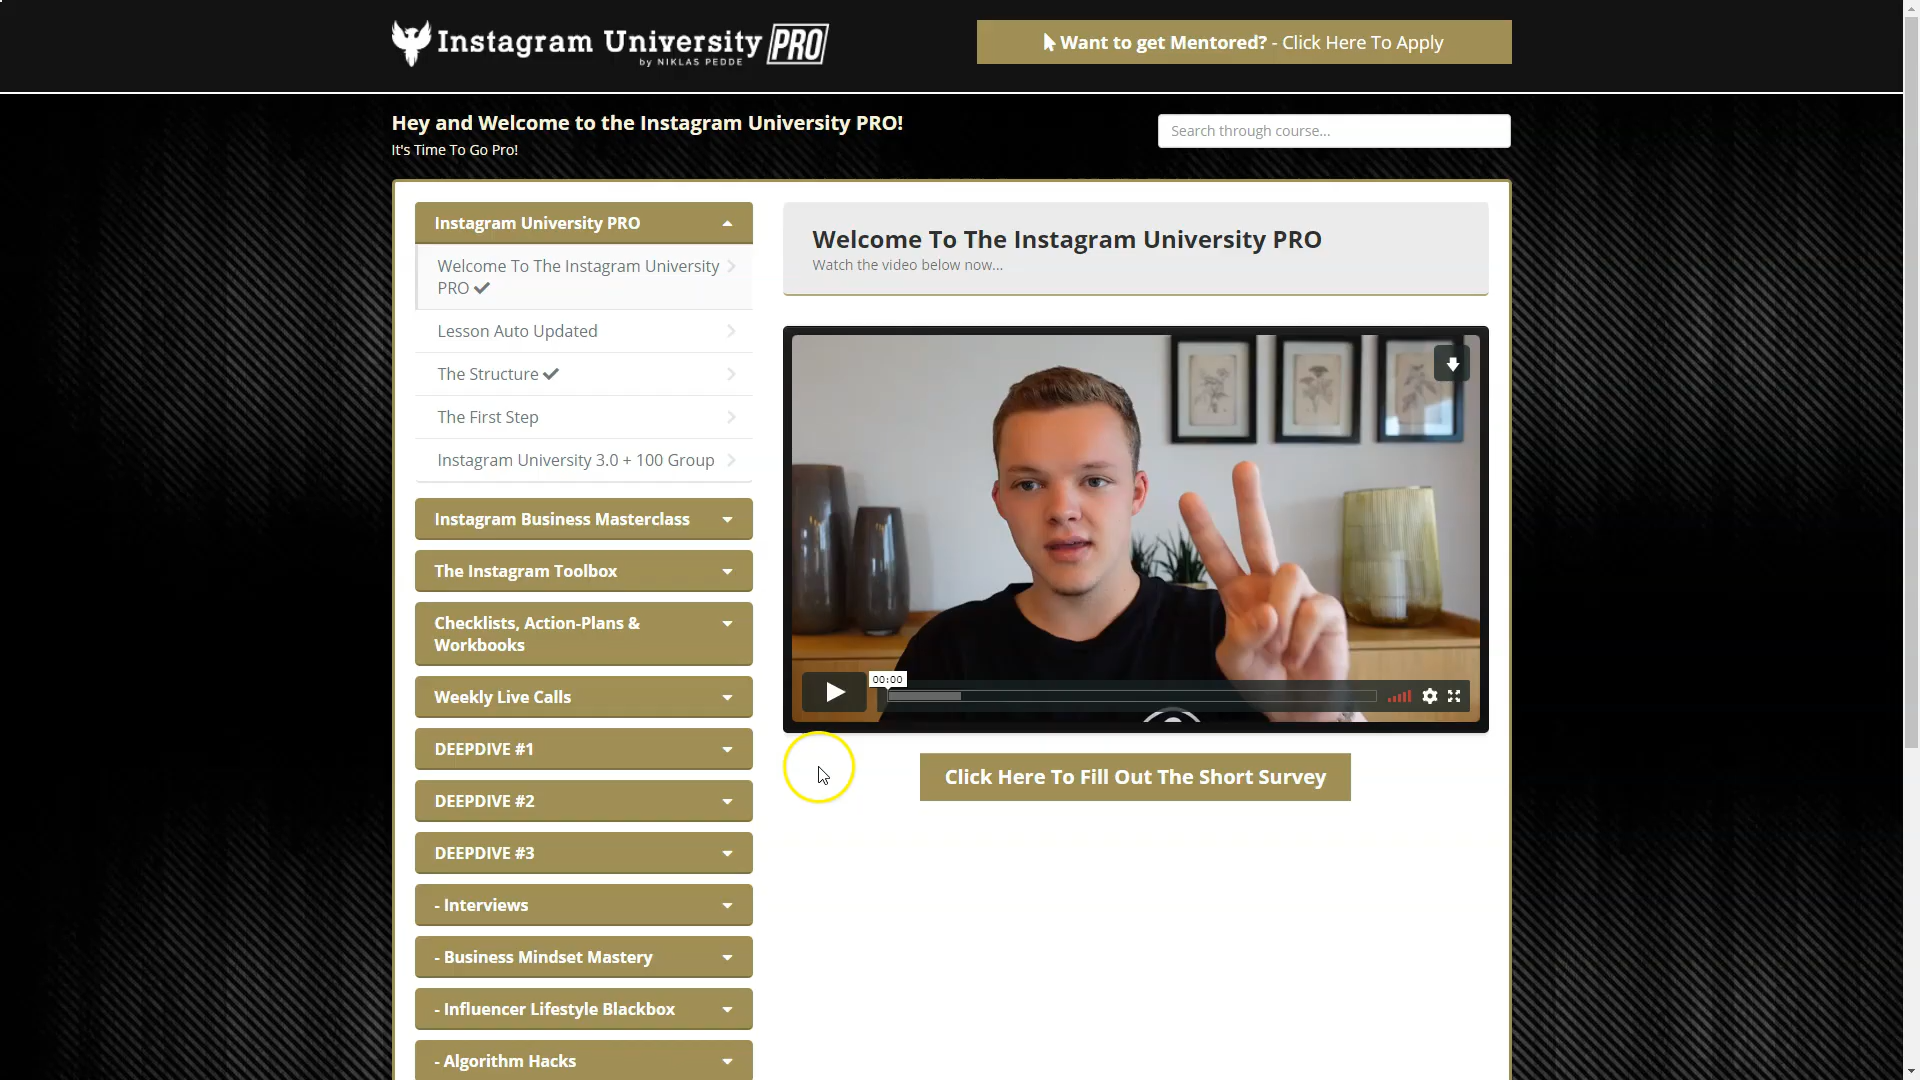 Instagram University PRO
by NIKLAS PEDDE
Want to get Mentored? - Click Here To Apply
Hey and Welcome to the Instagram University PRO!
It's Time To Go Pro!
Search through course...
Instagram University PRO
Welcome To The Instagram University
PRO
Lesson Auto Updated
The Structure
The First Step
Instagram University 3.0 + 100 Group
Instagram Business Masterclass
The Instagram Toolbox
Checklists, Action-Plans &
Workbooks
Weekly Live Calls
DEEPDIVE #1
DEEPDIVE #2
DEEPDIVE #3
- Interviews
- Business Mindset Mastery
- Influencer Lifestyle Blackbox
- Algorithm Hacks
Welcome To The Instagram University PRO
Watch the video below now...
00:00
Click Here To Fill Out The Short Survey